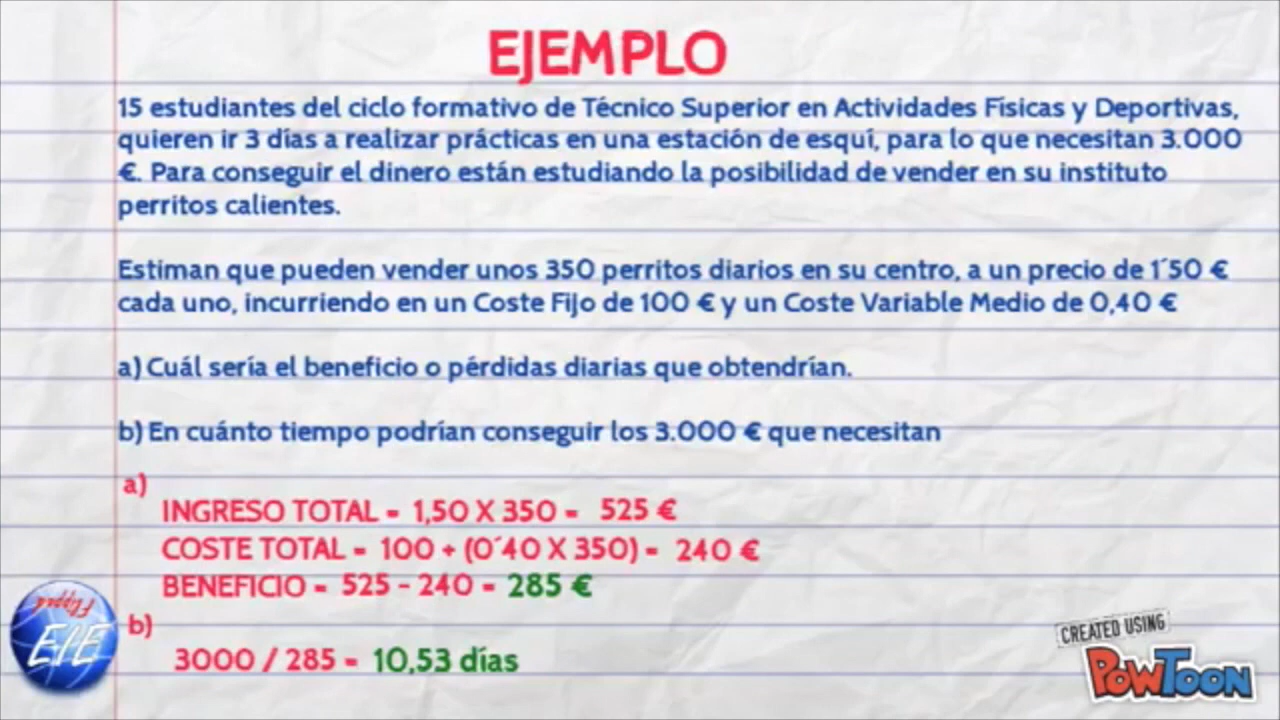 EJEMPLO
15 estudiantes del ciclo formativo de Técnico Superior en Actividades Físicas y Deportivas,
quieren ir 3 días a realizar prácticas en una estación de esquí, para lo que necesitan 3.000
€. Para conseguir el dinero están estudiando la posibilidad de vender en su instituto
perritos calientes.
Estiman que pueden vender unos 350 perritos diarios en su centro, a un precio de 1´50 €
cada uno, incurriendo en un Coste Fijo de 100 € y un Coste Variable Medio de 0,40 €
a) Cuál sería el beneficio o pérdidas diarias que obtendrían.
b) En cuánto tiempo podrían conseguir los 3.000 € que necesitan
a)
INGRESO TOTAL = 1,50 X 350 = 525 €
COSTE TOTAL = 100 + (0´40 X 350) = 240 €
BENEFICIO = 525 - 240 = 285 €
b)
3000 / 285 = 10,53 días
Flipped
E/E
CREATED USING
POWTOON